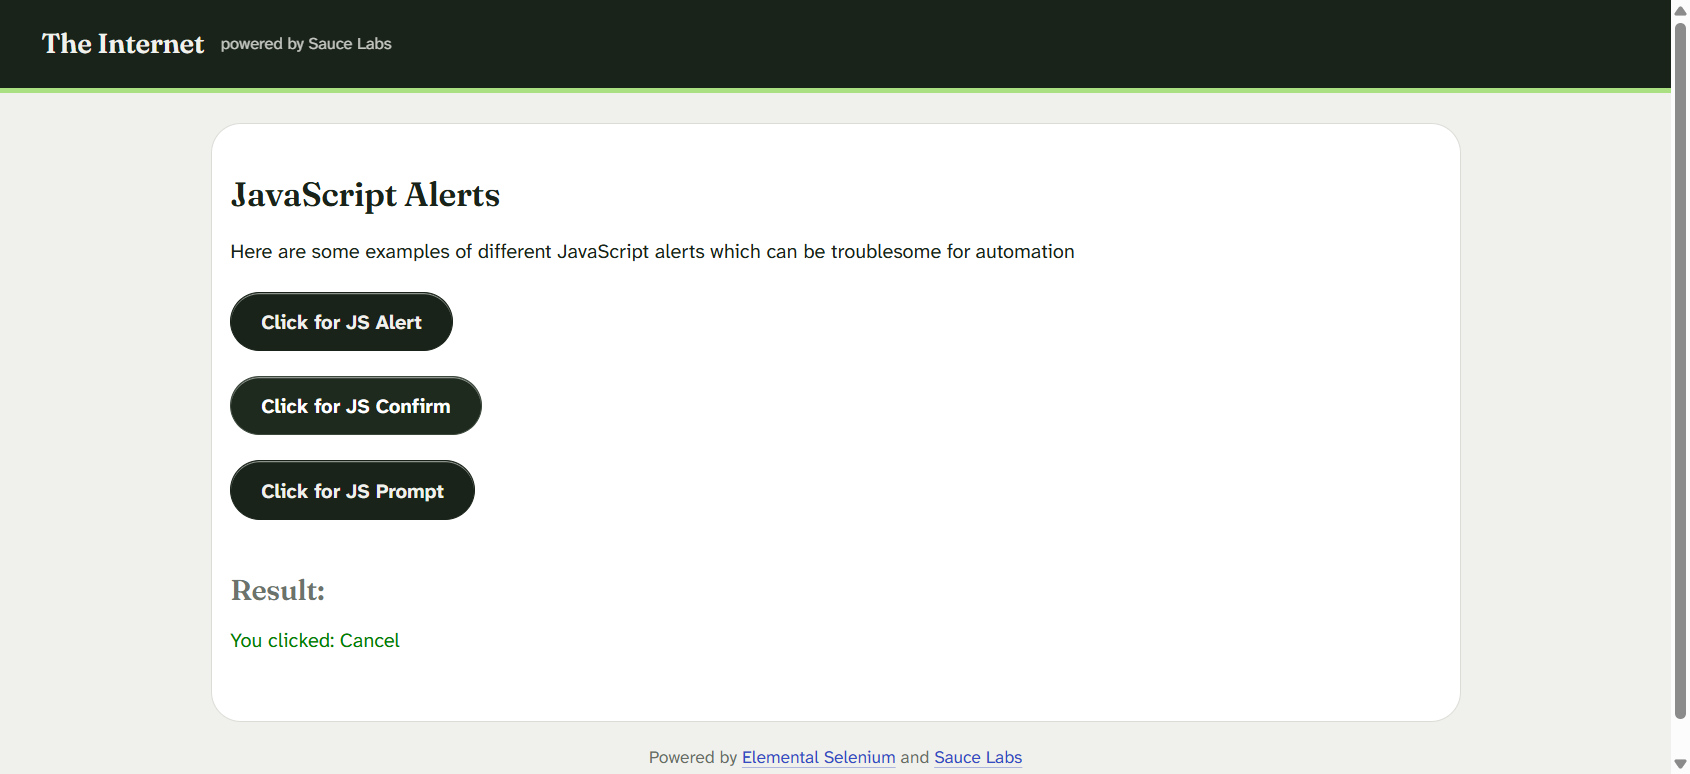 The Internet powered by Sauce Labs
JavaScript Alerts
Here are some examples of different JavaScript alerts which can be troublesome for automation
Click for JS Alert
Click for JS Confirm
Click for JS Prompt
Result:
You clicked: Cancel
Powered by Elemental Selenium and Sauce Labs